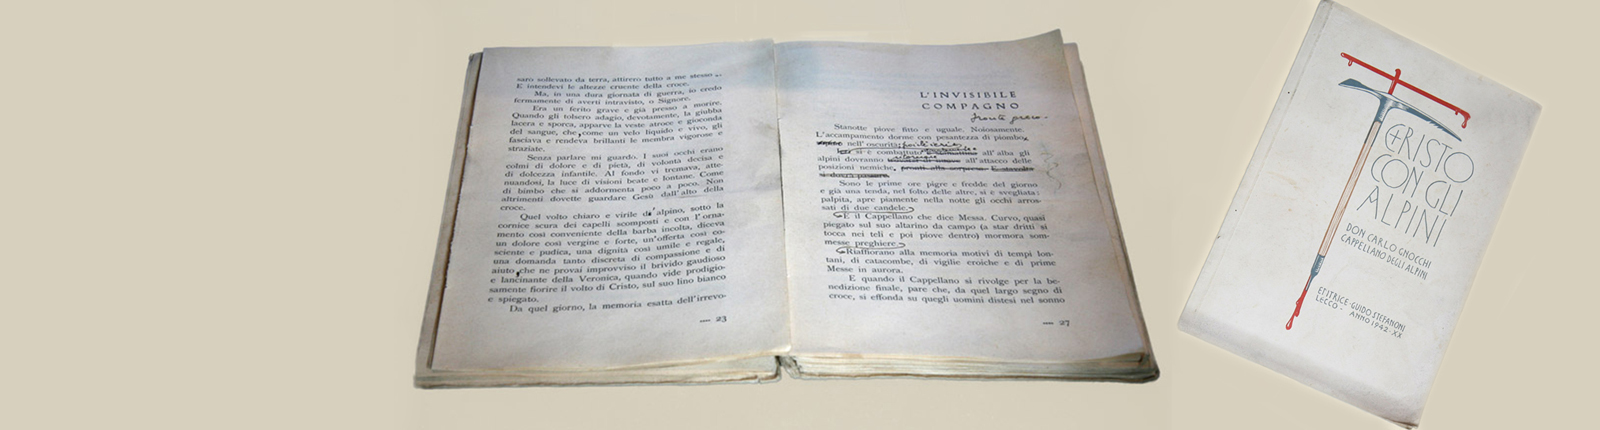 sarò sollevato da terra, attirerò tutto a me stesso
E intendevi le altezze cruente della croce.
Ma, in una dura giornata di guerra, io credo
fermamente di averti intravisto, o Signore.
Era un ferito grave e già presso a morire.
Quando gli tolsero adagio, devotamente, la giubba
lacera e sporca, apparve la veste atroce e gioconda
del sangue, che come un velo liquido e vivo, gli
fasciava e rendeva brillanti le membra vigorose e
straziate.
Senza parlare mi guardò. I suoi occhi erano
colmi di dolore e di pietà, di volontà decisa e
di dolcezza infantile. Al fondo vi tremava, atte-
nuandosi, la luce di visioni beate e lontane. Come
di bimbo che si addormenta poco a poco. Non
altrimenti dovette guardare Gesù dall'alto della
croce.
Quel volto chiaro e virile d'alpino, sotto la
cornice scura dei capelli scomposti e con l'orna-
mento così conveniente della barba incolta, diceva
un dolore così vergine e forte, un'offerta così co-
sciente e pudica, una dignità così umile e regale,
una domanda tanto discreta di compassione e di
aiuto, che ne provai improvviso il brivido gaudioso
e lancinante della Veronica, quando vide prodigio-
samente fiorire il volto di Cristo, sul suo lino bianco
e spiegato.
Da quel giorno, la memoria esatta dell'irrevo-
— 23
L'INVISIBILE
COMPAGNO
Stanotte piove fitto e uguale. Noiosamente.
L'accampamento dorme con pesantezza di piombo
nell'oscurità
si è combattuto all'alba gli
alpini dovranno all'attacco delle
posizioni nemiche,
Sono le prime ore pigre e fredde del giorno
e già una tenda, nel folto delle altre, si è svegliata:
palpita, apre piamente nella notte gli occhi arros-
sati di due candele.
È il Cappellano che dice Messa. Curvo, quasi
piegato sul suo altarino da campo (a star dritti si
tocca nei teli e poi piove dentro) mormora som-
messe preghiere.
Riaffiorano alla memoria motivi di tempi lon-
tani, di catacombe, di vigilie eroiche e di prime
Messe in aurora.
E quando il Cappellano si rivolge per la be-
nedizione finale, pare che, da quel largo segno di
croce, si effonda su quegli uomini distesi nel sonno
— 27
CRISTO
CON GLI
ALPINI
DON CARLO GNOCCHI
CAPPELLANO DEGLI ALPINI
EDITRICE·GUIDO STEFANONI
LECCO - ANNO 1942·XX